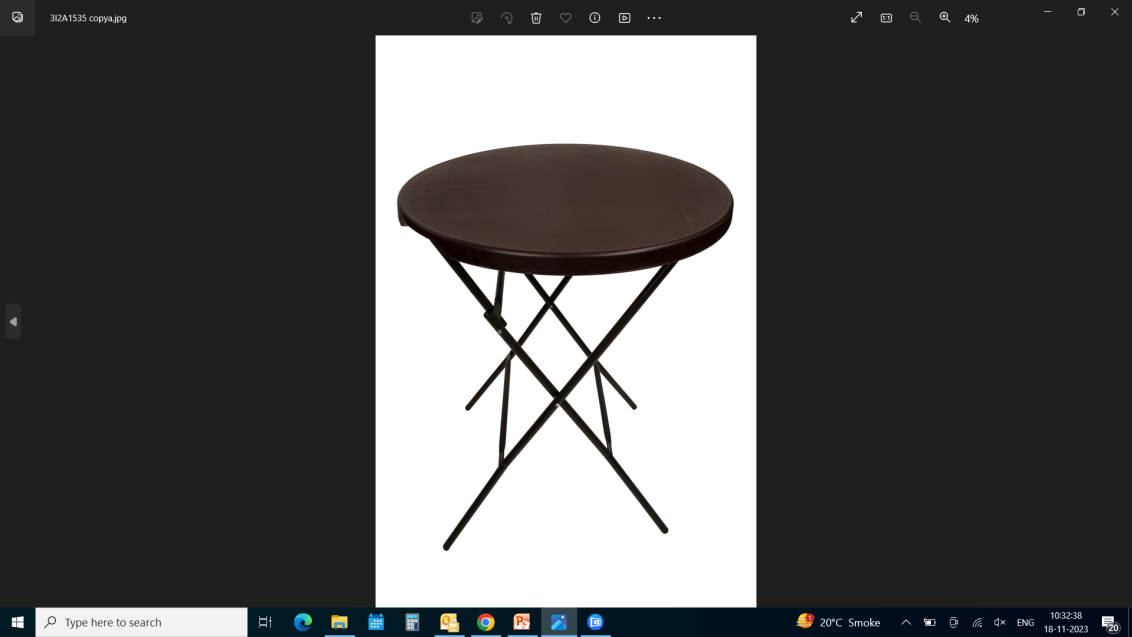 3I2A1535 copya.jpg
4%
Type here to search
20°C Smoke
ENG
10:32:38
18-11-2023
20